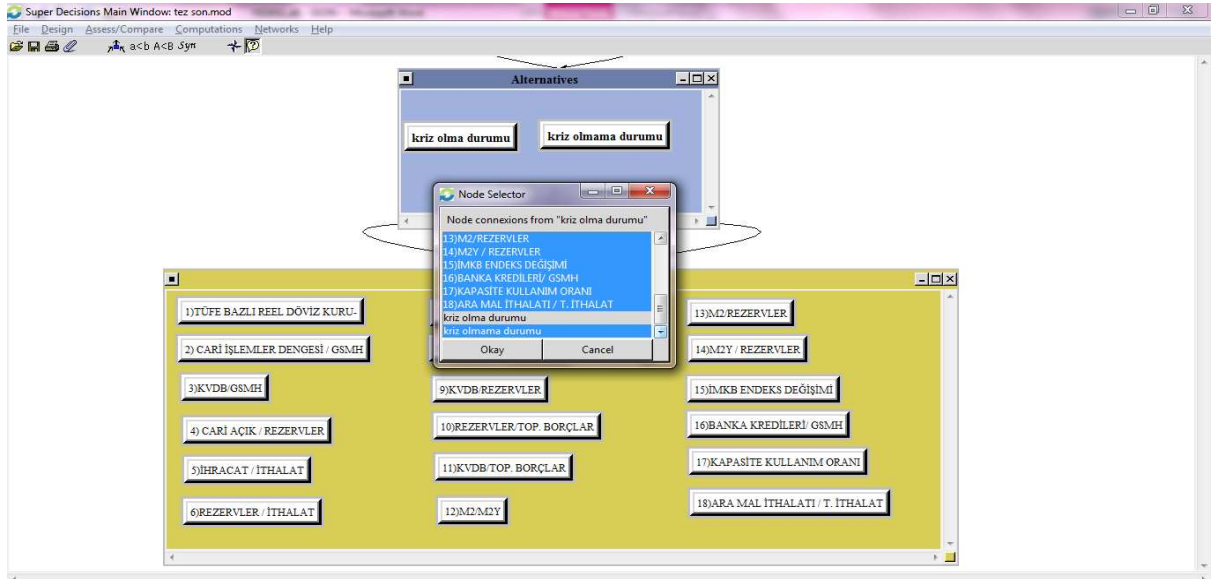 Super Decisions Main Window: tez son.mod
File Design Assess/Compare Computations Networks Help
a<b A<B Syn
Alternatives
kriz olma durumu
kriz olmama durumu
Node Selector
Node connexions from "kriz olma durumu"
13)M2/REZERVLER
14)M2Y / REZERVLER
15)İMKB ENDEKS DEĞİŞİMİ
16)BANKA KREDİLERİ/ GSMH
17)KAPASİTE KULLANIM ORANI
18)ARA MAL İTHALATI / T. İTHALAT
kriz olma durumu
kriz olmama durumu
Okay Cancel
1)TÜFE BAZLI REEL DÖVİZ KURU-
2) CARİ İŞLEMLER DENGESİ / GSMH
3)KVDB/GSMH
4) CARİ AÇIK / REZERVLER
5)İHRACAT / İTHALAT
6)REZERVLER / İTHALAT
9)KVDB/REZERVLER
10)REZERVLER/TOP. BORÇLAR
11)KVDB/TOP. BORÇLAR
12)M2/M2Y
13)M2/REZERVLER
14)M2Y / REZERVLER
15)İMKB ENDEKS DEĞİŞİMİ
16)BANKA KREDİLERİ/ GSMH
17)KAPASİTE KULLANIM ORANI
18)ARA MAL İTHALATI / T. İTHALAT